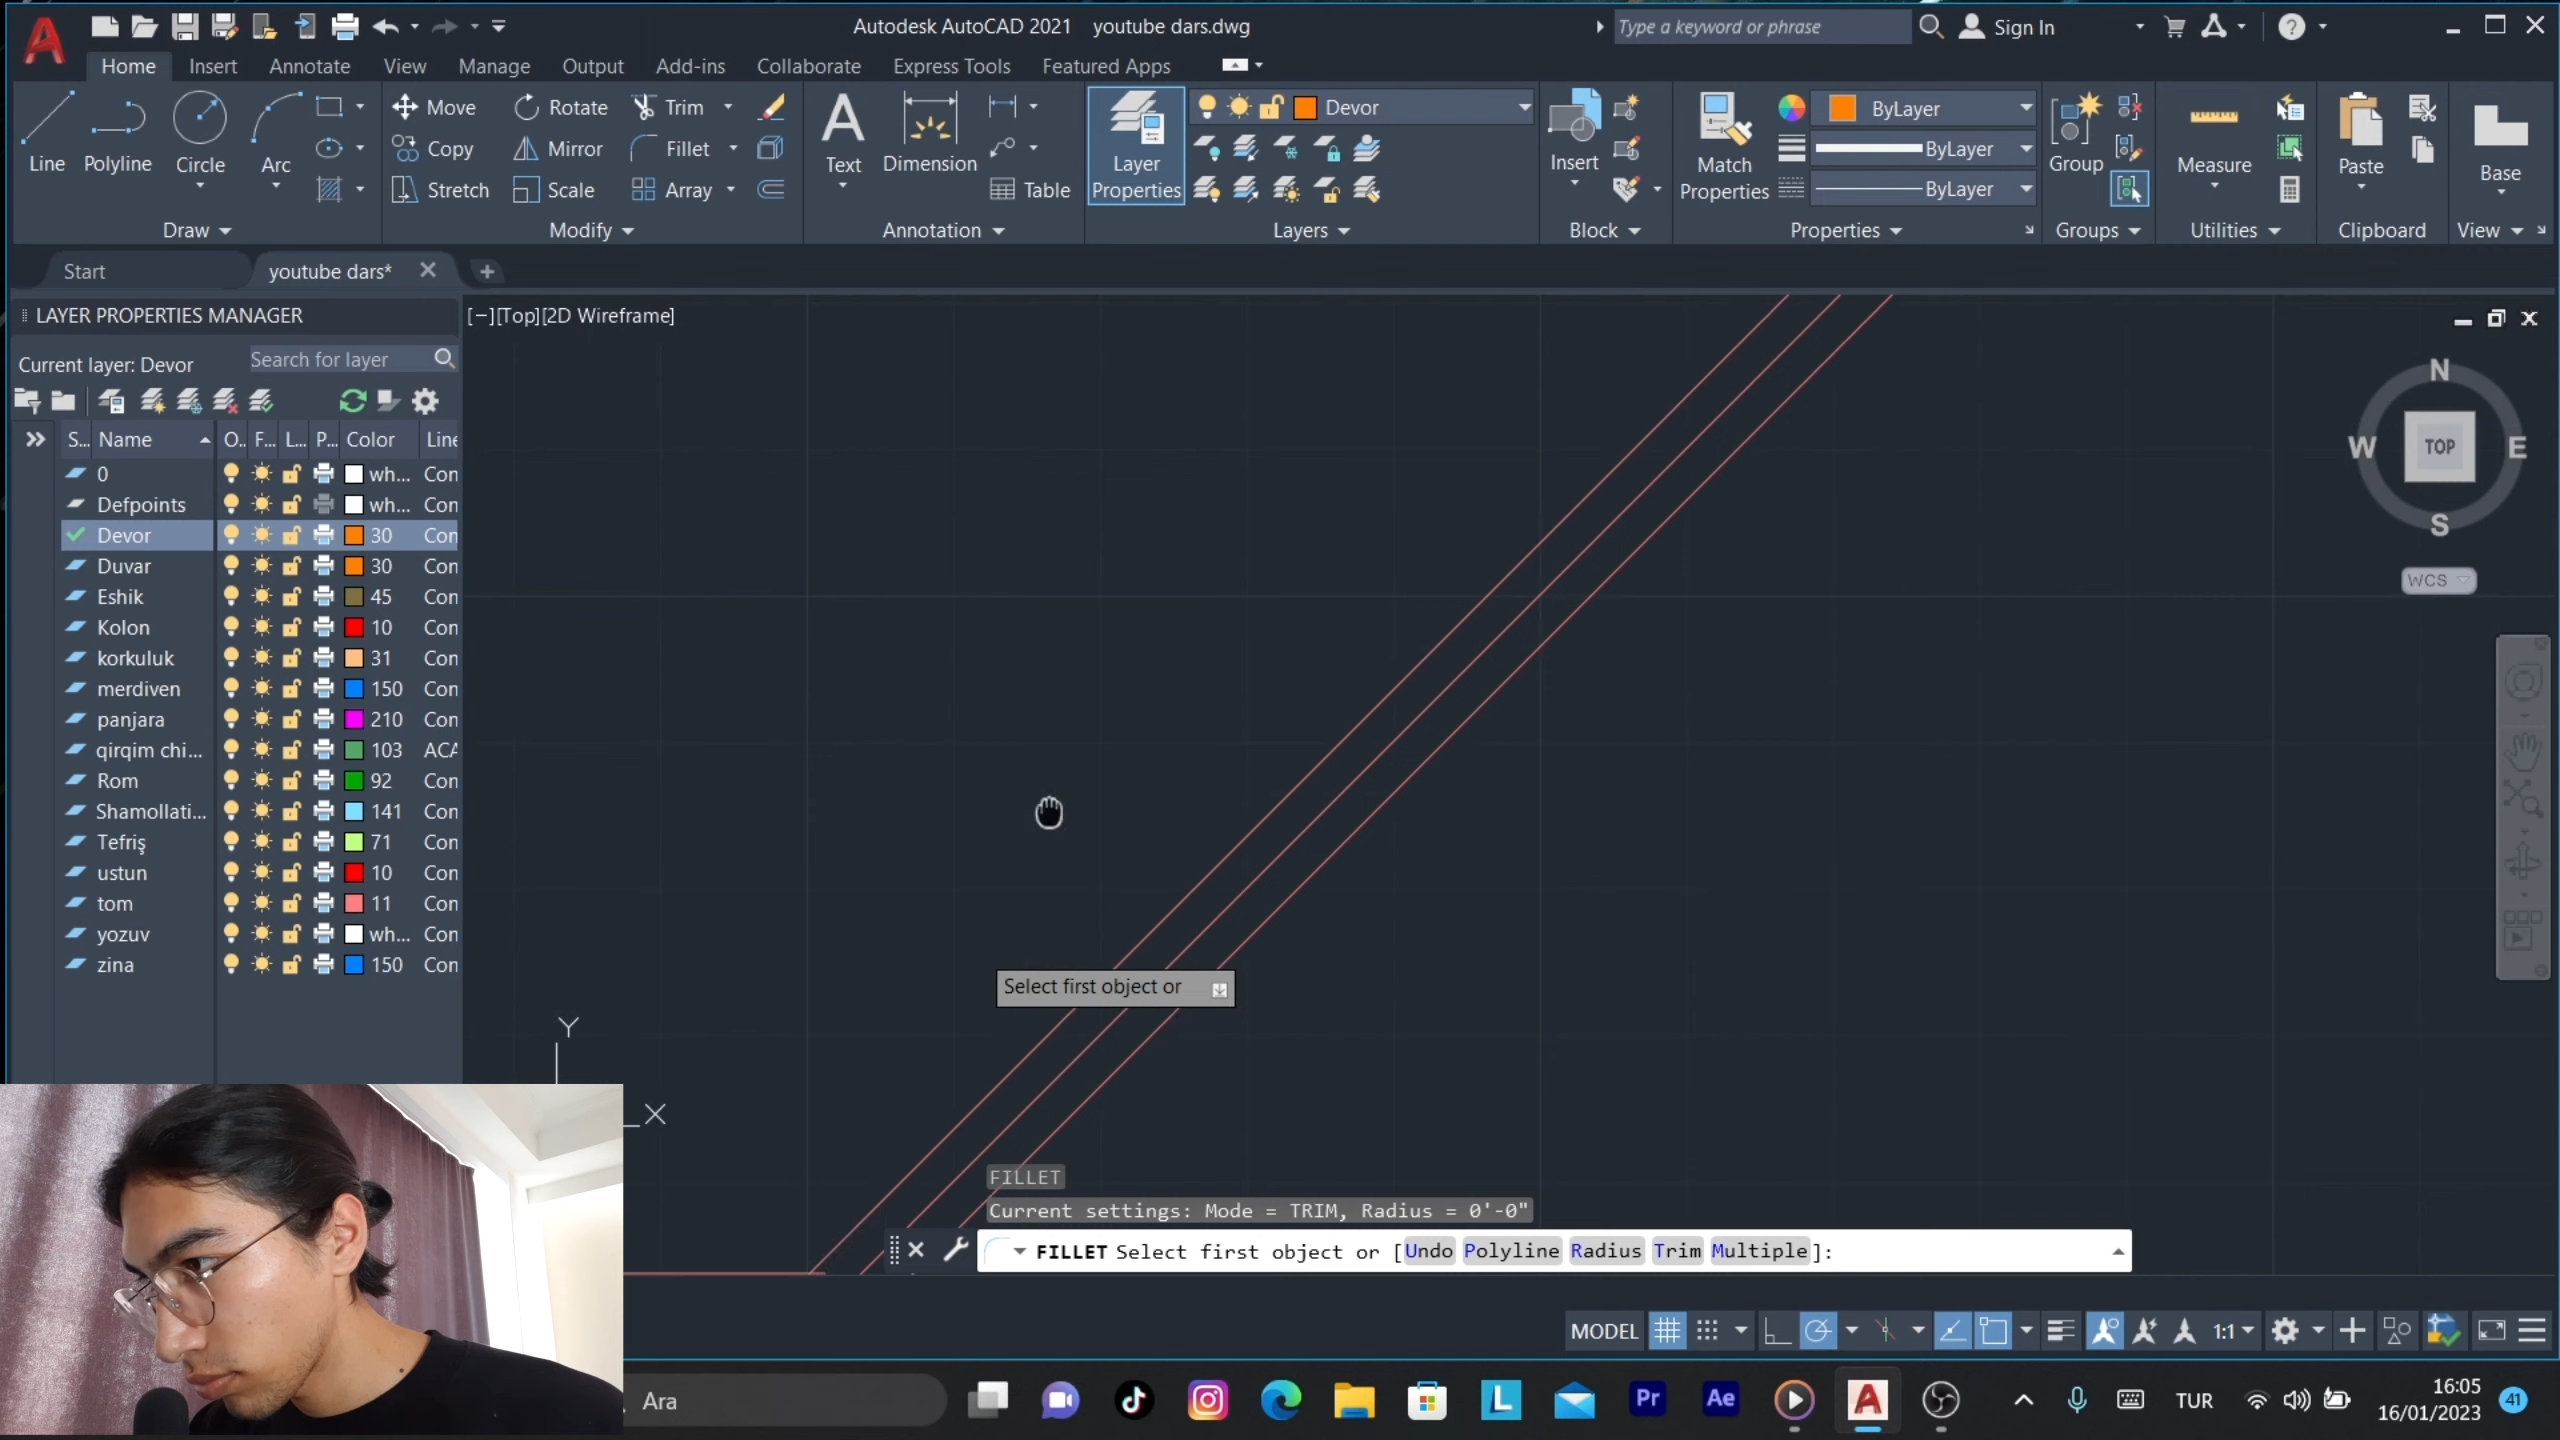 Autodesk AutoCAD 2021 youtube dars.dwg
Type a keyword or phrase
Sign In
Home Insert Annotate View Manage Output Add-ins Collaborate Express Tools Featured Apps
Line Polyline Circle Arc
Draw
Move Rotate Trim
Copy Mirror Fillet
Stretch Scale Array
Modify
Text Dimension Table
Annotation
Layer Properties
Devor
Layers
Insert
Block
Match Properties
ByLayer
ByLayer
ByLayer
Properties
Group
Groups
Measure
Utilities
Paste
Clipboard
Base
View
Start youtube dars*
LAYER PROPERTIES MANAGER
Current layer: Devor Search for layer
S... Name O.. F... L... P... Color Line
0 wh... Con
Defpoints wh... Con
Devor 30 Con
Duvar 30 Con
Eshik 45 Con
Kolon 10 Con
korkuluk 31 Con
merdiven 150 Con
panjara 210 Con
qirqim chi... 103 ACA
Rom 92 Con
Shamollati... 141 Con
Tefriş 71 Con
ustun 10 Con
tom 11 Con
yozuv wh... Con
zina 150 Con
[−][Top][2D Wireframe]
N
W TOP E
S
WCS
Select first object or
Y
X
FILLET
Current settings: Mode = TRIM, Radius = 0'-0"
FILLET Select first object or [Undo Polyline Radius Trim Multiple]:
MODEL 1:1
Ara
L
Pr
Ae
A
TUR
16:05
16/01/2023
41